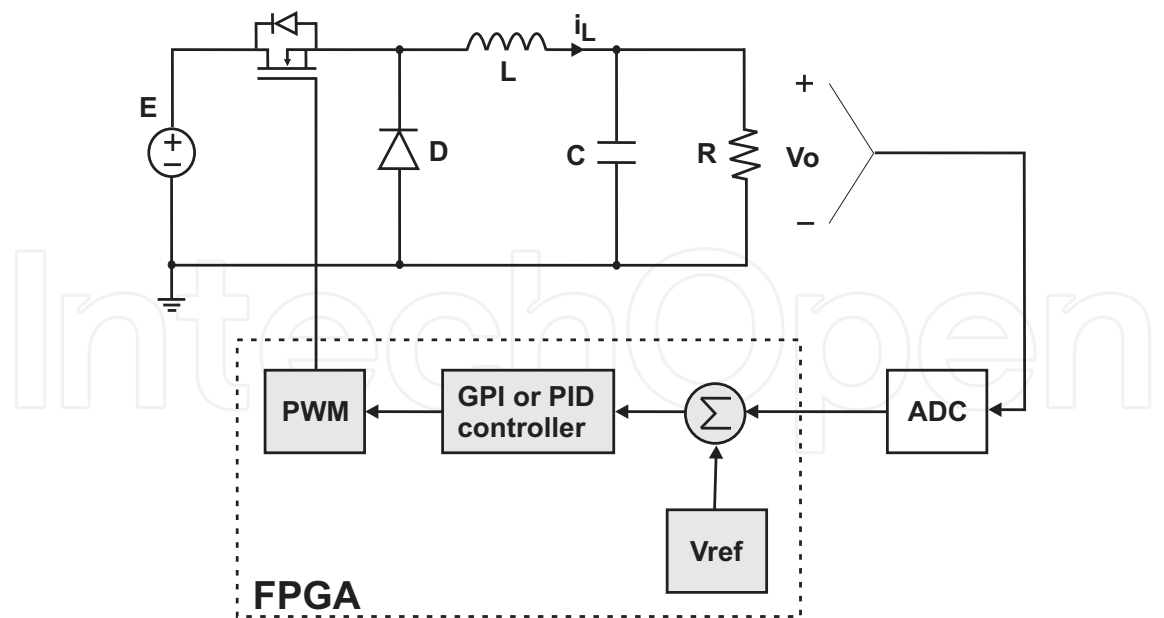 E
+
−
L
iL
D
C
R
+
Vo
−
IntechOpen
PWM
GPI or PID
controller
Σ
ADC
Vref
FPGA